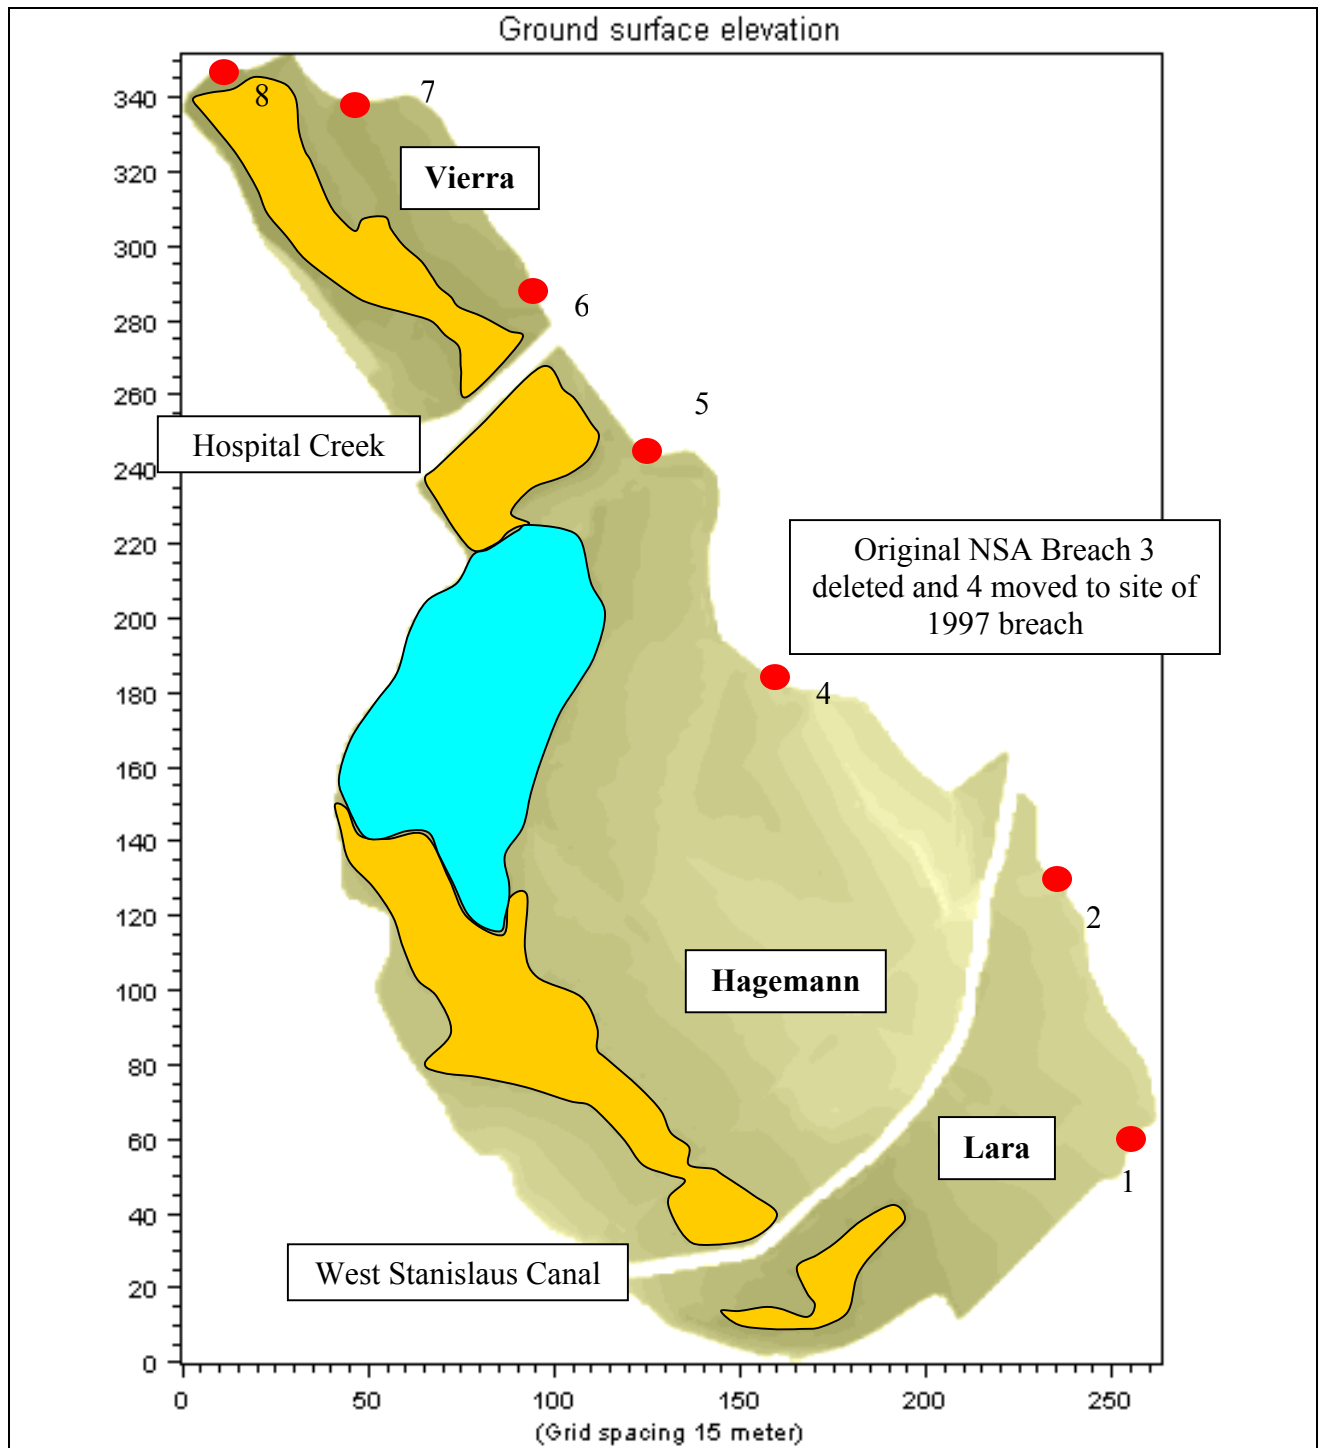 Ground surface elevation
340
320
300
280
260
240
220
200
180
160
140
120
100
80
60
40
20
0
8
7
Vierra
6
5
Hospital Creek
Original NSA Breach 3
deleted and 4 moved to site of
1997 breach
4
2
Hagemann
Lara
1
West Stanislaus Canal
0 50 100 150 200 250
(Grid spacing 15 meter)